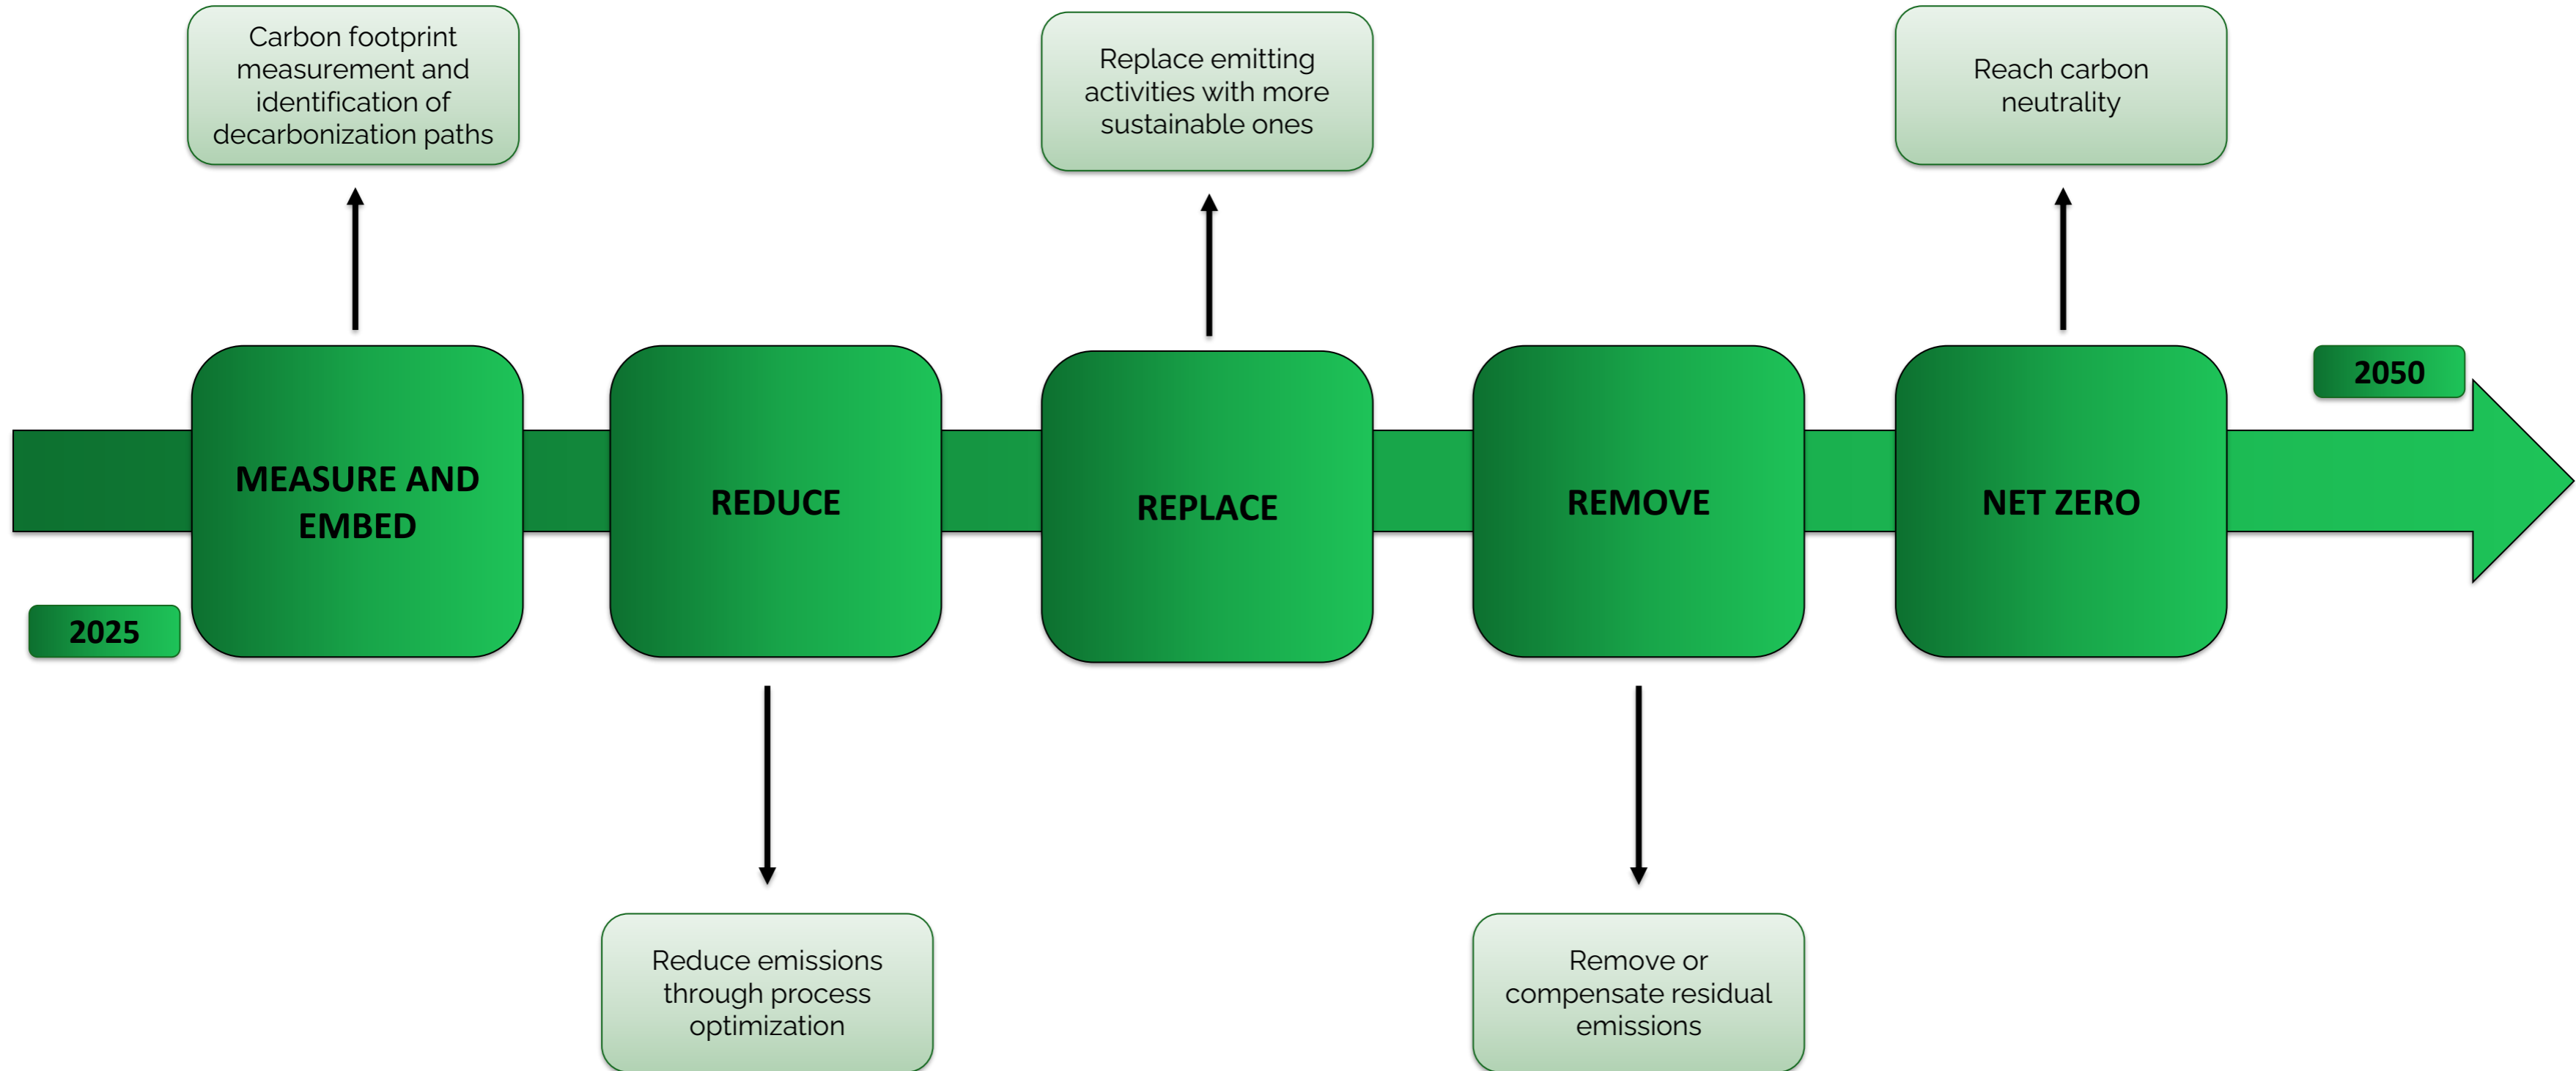 Carbon footprint
measurement and
identification of
decarbonization paths
Replace emitting
activities with more
sustainable ones
Reach carbon
neutrality
2050
MEASURE AND
EMBED
REDUCE
REPLACE
REMOVE
NET ZERO
2025
Reduce emissions
through process
optimization
Remove or
compensate residual
emissions